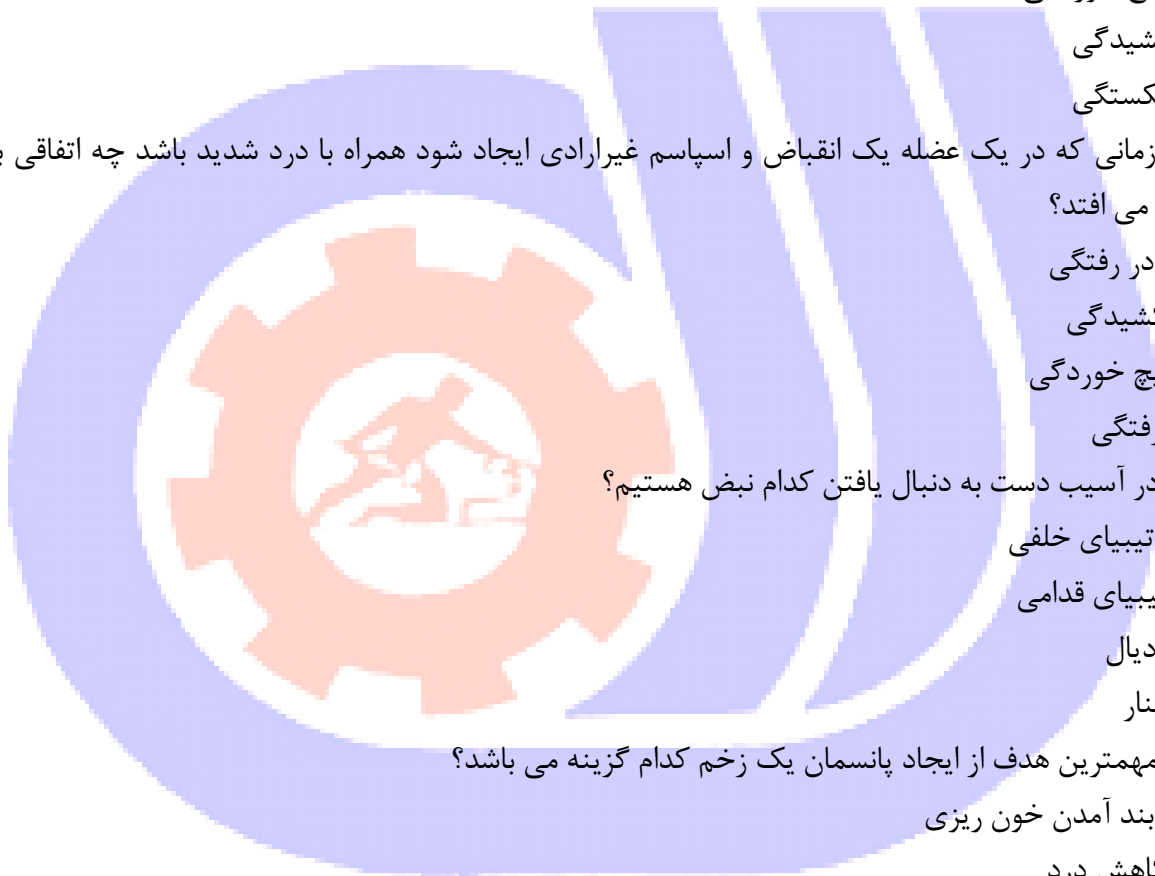 شیدگی
کستگی
زمانی که در یک عضله یک انقباض و اسپاسم غیرارادی ایجاد شود همراه با درد شدید باشد چه اتفاقی ب
می افتد؟
در رفتگی
کشیدگی
یچ خوردگی
رفتگی
در آسیب دست به دنبال یافتن کدام نبض هستیم؟
تیبیای خلفی
یبیای قدامی
دیال
نار
مهمترین هدف از ایجاد پانسمان یک زخم کدام گزینه می باشد؟
بند آمدن خون ریزی
کاهش درد